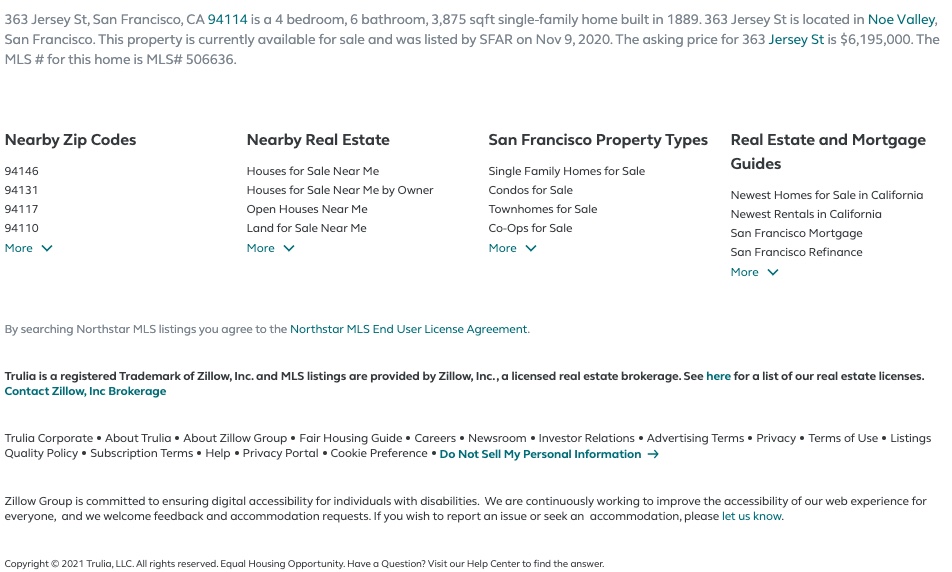 363 Jersey St, San Francisco, CA 94114 is a 4 bedroom, 6 bathroom, 3,875 sqft single-family home built in 1889. 363 Jersey St is located in Noe Valley,
San Francisco. This property is currently available for sale and was listed by SFAR on Nov 9, 2020. The asking price for 363 Jersey St is $6,195,000. The
MLS # for this home is MLS# 506636.
Nearby Zip Codes
94146
94131
94117
94110
More
Nearby Real Estate
Houses for Sale Near Me
Houses for Sale Near Me by Owner
Open Houses Near Me
Land for Sale Near Me
More
San Francisco Property Types
Single Family Homes for Sale
Condos for Sale
Townhomes for Sale
Co-Ops for Sale
More
Real Estate and Mortgage
Guides
Newest Homes for Sale in California
Newest Rentals in California
San Francisco Mortgage
San Francisco Refinance
More
By searching Northstar MLS listings you agree to the Northstar MLS End User License Agreement.
Trulia is a registered Trademark of Zillow, Inc. and MLS listings are provided by Zillow, Inc., a licensed real estate brokerage. See here for a list of our real estate licenses.
Contact Zillow, Inc Brokerage
Trulia Corporate • About Trulia • About Zillow Group • Fair Housing Guide • Careers • Newsroom • Investor Relations • Advertising Terms • Privacy • Terms of Use • Listings
Quality Policy • Subscription Terms • Help • Privacy Portal • Cookie Preference • Do Not Sell My Personal Information →
Zillow Group is committed to ensuring digital accessibility for individuals with disabilities. We are continuously working to improve the accessibility of our web experience for
everyone, and we welcome feedback and accommodation requests. If you wish to report an issue or seek an accommodation, please let us know.
Copyright © 2021 Trulia, LLC. All rights reserved. Equal Housing Opportunity. Have a Question? Visit our Help Center to find the answer.